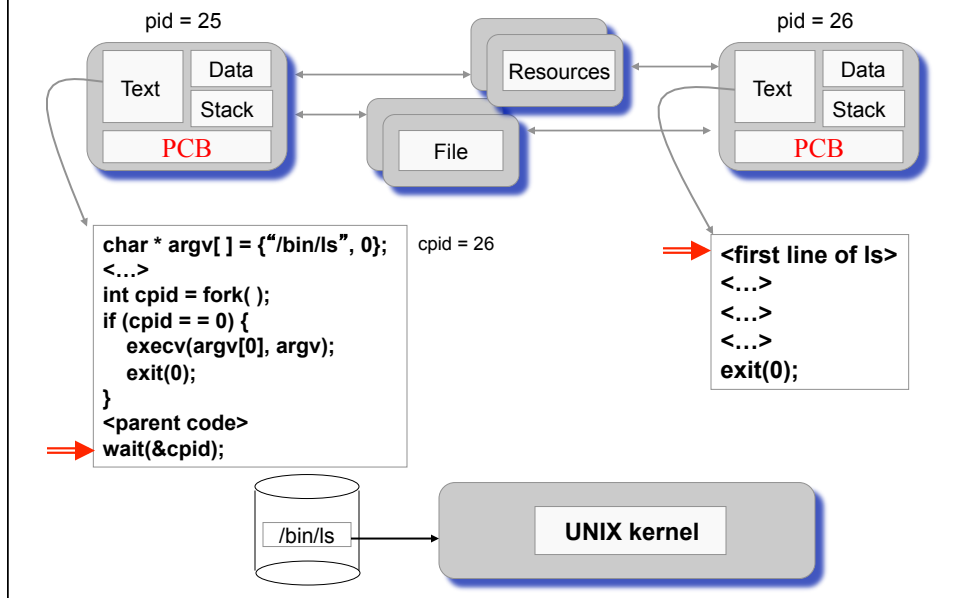 pid = 25
pid = 26
Text
Data
Stack
PCB
Resources
File
Text
Data
Stack
PCB
char * argv[ ] = {“/bin/ls”, 0};
<…>
int cpid = fork( );
if (cpid = = 0) {
execv(argv[0], argv);
exit(0);
}
<parent code>
wait(&cpid);
cpid = 26
<first line of ls>
<…>
<…>
<…>
exit(0);
/bin/ls
UNIX kernel